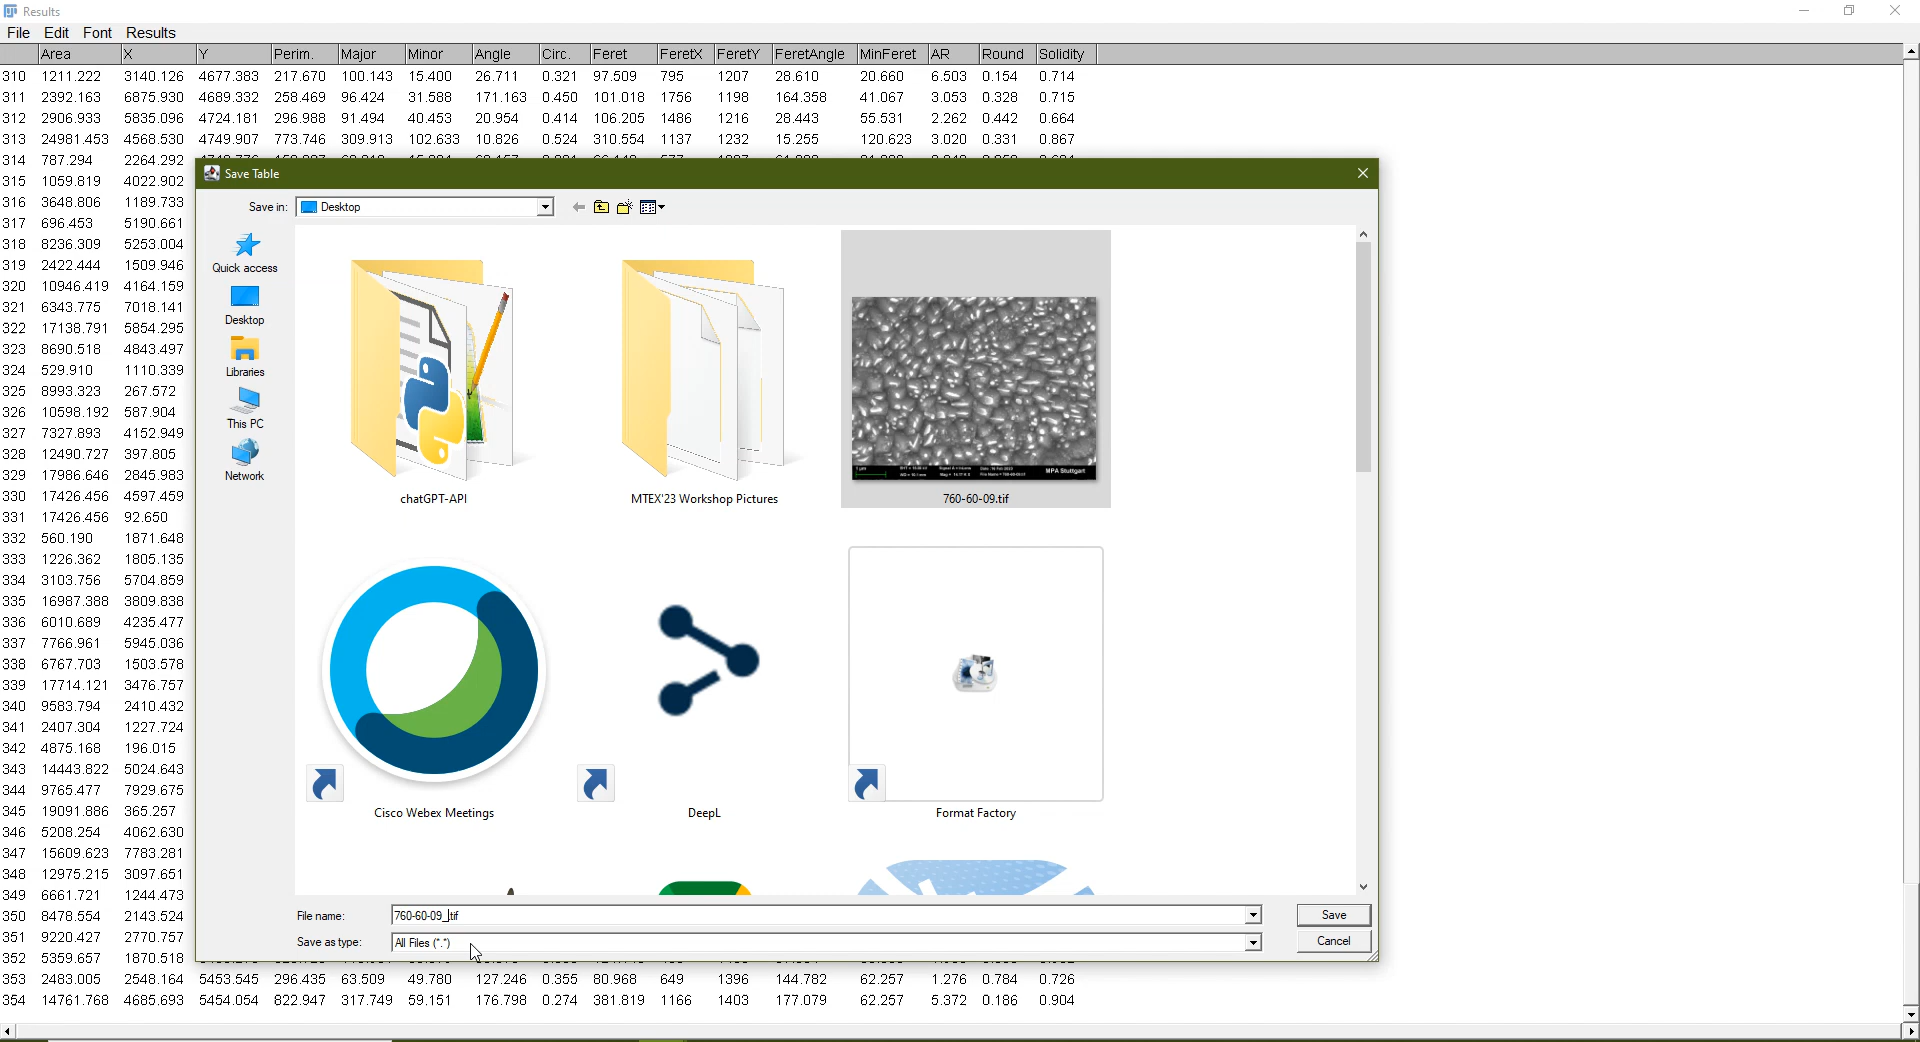 Results
File Edit Font Results
Area X Y Perim. Major Minor Angle Circ. Feret FeretX FeretY FeretAngle MinFeret AR Round Solidity
310 1211.222 3140.126 4677.383 217.670 100.143 15.400 26.711 0.321 97.509 795 1207 28.610 20.660 6.503 0.154 0.714
311 2392.163 6875.930 4689.332 258.469 96.424 31.588 171.163 0.450 101.018 1756 1198 164.358 41.067 3.053 0.328 0.715
312 2906.933 5835.096 4724.181 296.988 91.494 40.453 20.954 0.414 106.205 1486 1216 28.443 55.531 2.262 0.442 0.664
313 24981.453 4568.530 4749.907 773.746 309.913 102.633 10.826 0.524 310.554 1137 1232 15.255 120.623 3.020 0.331 0.867
314 787.294 2264.292
Save Table
315 1059.819 4022.902
316 3648.806 1189.733
Save in: Desktop
317 696.453 5190.661
318 8236.309 5253.004
319 2422.444 1509.946
Quick access
320 10946.419 4164.159
321 6343.775 7018.141
Desktop
322 17138.791 5854.295
323 8690.518 4843.497
324 529.910 1110.339
Libraries
325 8993.323 267.572
326 10598.192 587.904
This PC
327 7327.893 4152.949
328 12490.727 397.805
329 17986.646 2845.983
Network
MPA Stuttgart
330 17426.456 4597.459
chatGPT-API
MTEX'23 Workshop Pictures
760-60-09.tif
331 17426.456 92.650
332 560.190 1871.648
333 1226.362 1805.135
334 3103.756 5704.859
335 16987.388 3809.838
336 6010.689 4235.477
337 7766.961 5945.036
338 6767.703 1503.578
339 17714.121 3476.757
340 9583.794 2410.432
341 2407.304 1227.724
342 4875.168 196.015
343 14443.822 5024.643
344 9765.477 7929.675
345 19091.886 365.257
Cisco Webex Meetings
DeepL
Format Factory
346 5208.254 4062.630
347 15609.623 7783.281
348 12975.215 3097.651
349 6661.721 1244.473
350 8478.554 2143.524
File name: 760-60-09_tif
Save
351 9220.427 2770.757
Save as type: All Files (*.*)
Cancel
352 5359.657 1870.518
353 2483.005 2548.164 5453.545 296.435 63.509 49.780 127.246 0.355 80.968 649 1396 144.782 62.257 1.276 0.784 0.726
354 14761.768 4685.693 5454.054 822.947 317.749 59.151 176.798 0.274 381.819 1166 1403 177.079 62.257 5.372 0.186 0.904